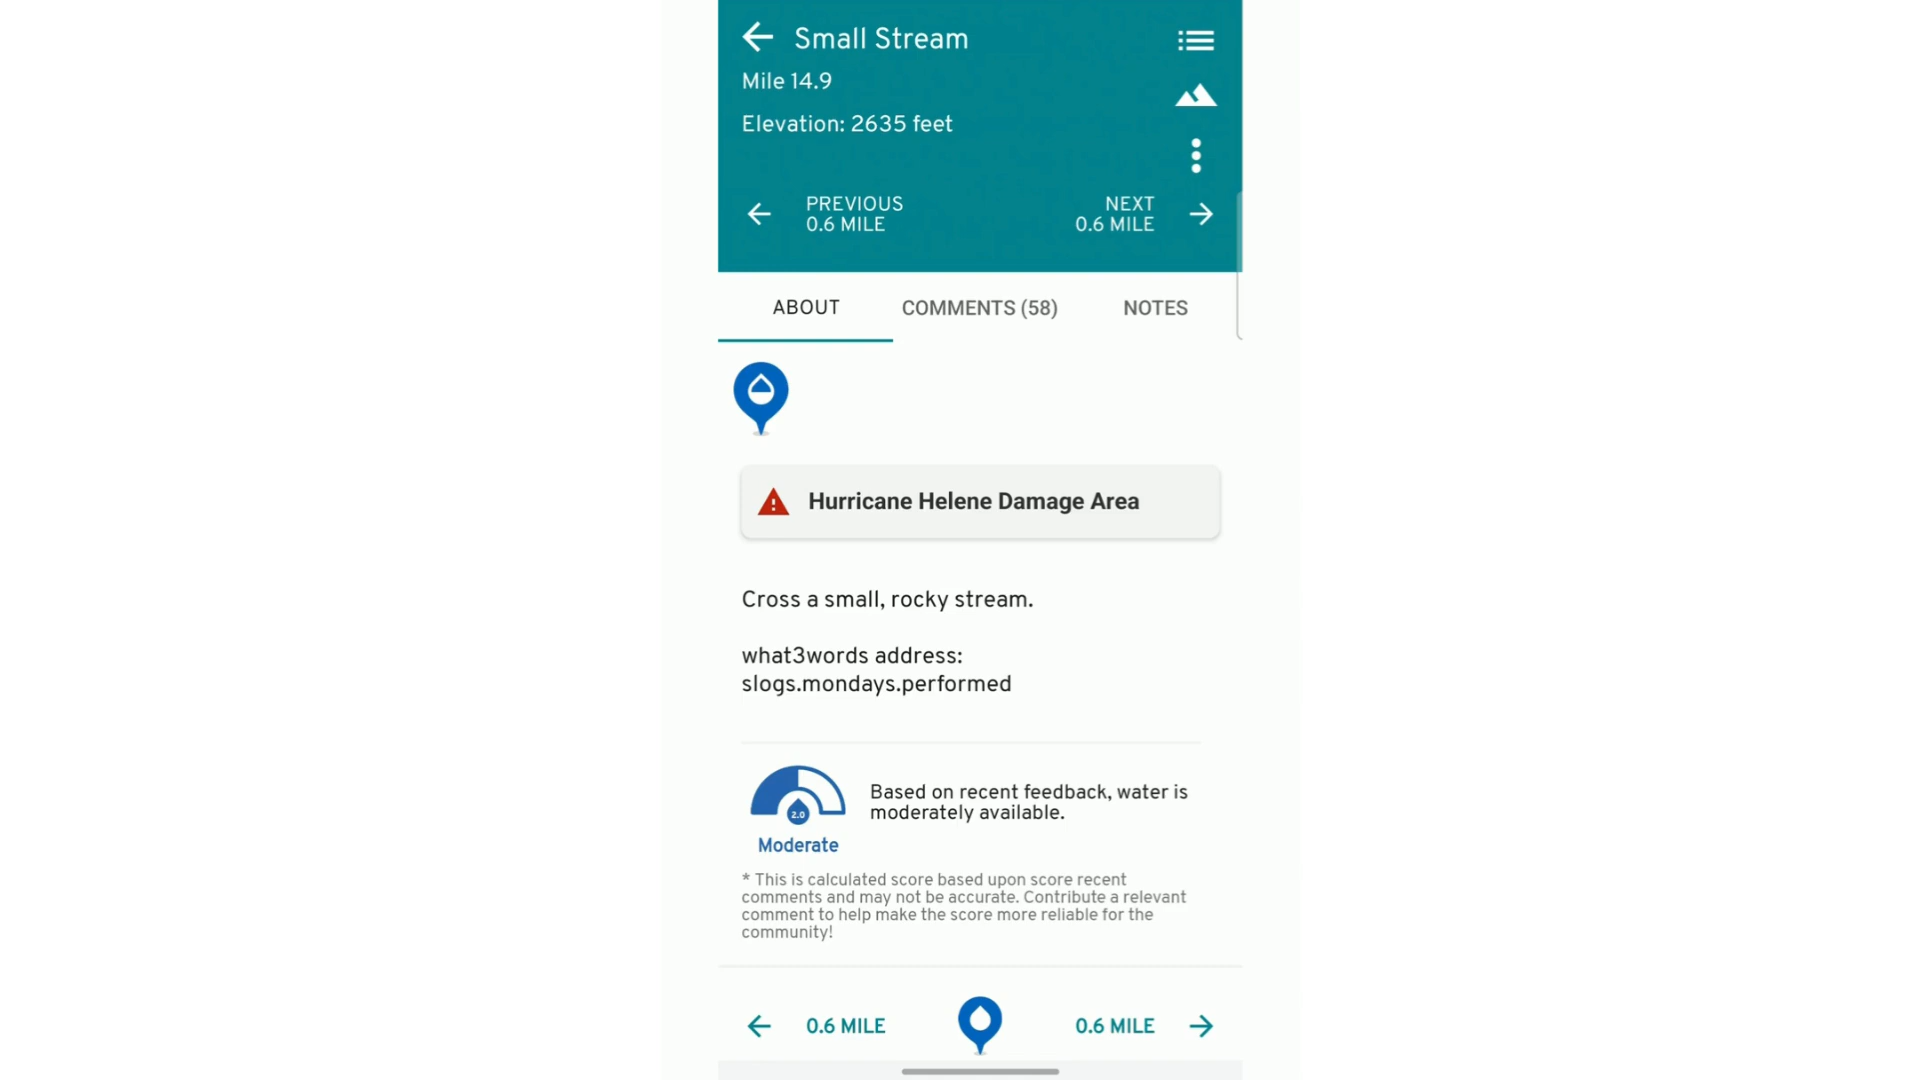 Small Stream
Mile 14.9
Elevation: 2635 feet
PREVIOUS
0.6 MILE
NEXT
0.6 MILE
ABOUT
COMMENTS (58)
NOTES
Hurricane Helene Damage Area
Cross a small, rocky stream.
what3words address:
slogs.mondays.performed
2.0
Moderate
Based on recent feedback, water is
moderately available.
* This is calculated score based upon score recent
comments and may not be accurate. Contribute a relevant
comment to help make the score more reliable for the
community!
0.6 MILE
0.6 MILE